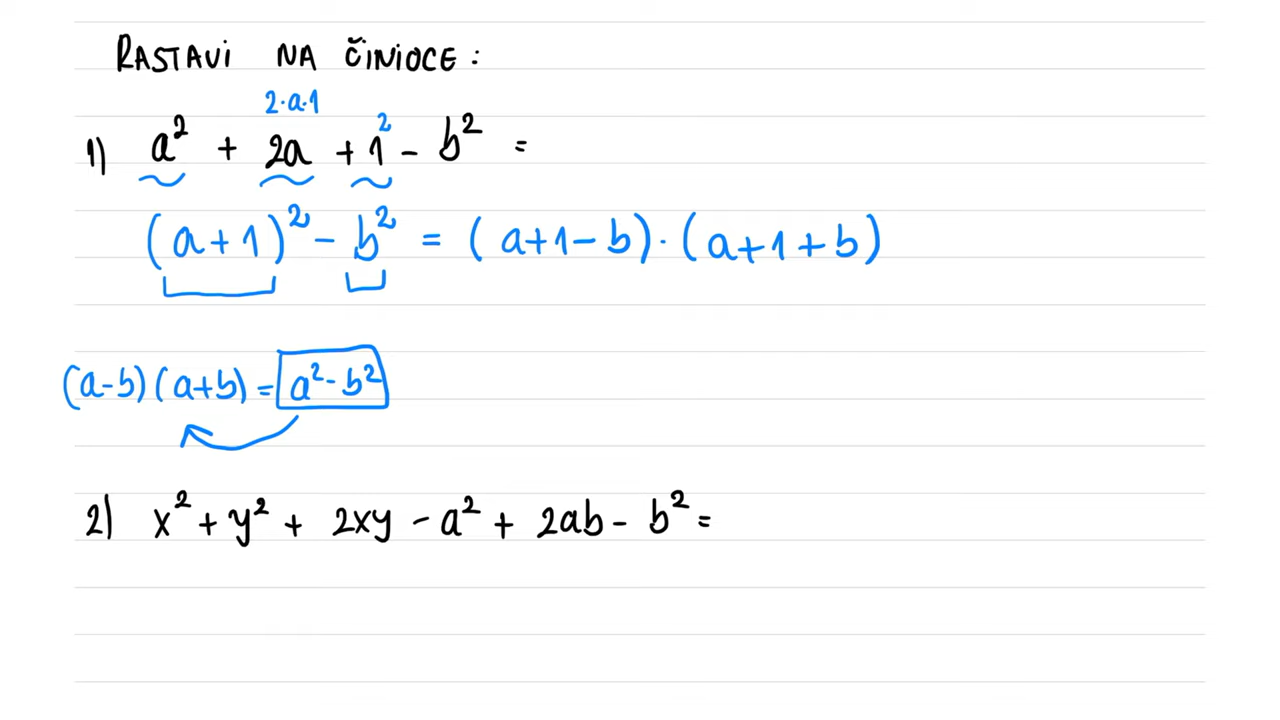 RASTAVI NA ČINIOCE :
2·a·1
1) a² + 2a + 1² - b² =
(a+1)² - b² = (a+1-b)·(a+1+b)
(a-b)(a+b) = a²-b²
2) x² + y² + 2xy - a² + 2ab - b² =